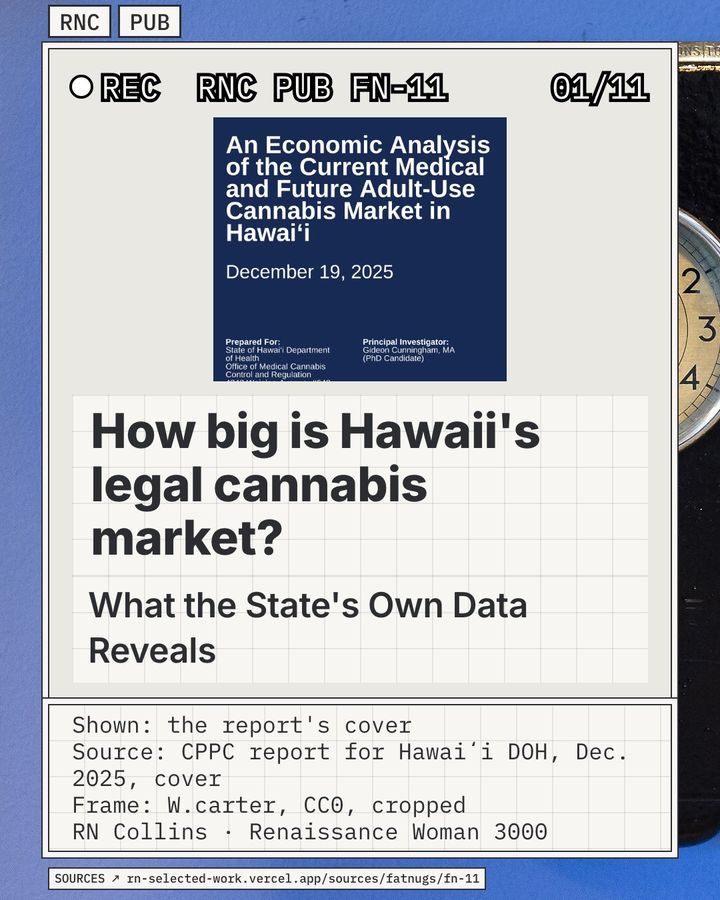 RNC PUB
REC RNC PUB FN-11 01/11
An Economic Analysis
of the Current Medical
and Future Adult-Use
Cannabis Market in
Hawaiʻi
December 19, 2025
Prepared For:
State of Hawaiʻi Department
of Health
Office of Medical Cannabis
Control and Regulation
Principal Investigator:
Gideon Cunningham, MA
(PhD Candidate)
How big is Hawaii's
legal cannabis
market?
What the State's Own Data
Reveals
Shown: the report's cover
Source: CPPC report for Hawaiʻi DOH, Dec.
2025, cover
Frame: W.carter, CC0, cropped
RN Collins · Renaissance Woman 3000
SOURCES ↗ rn-selected-work.vercel.app/sources/fatnugs/fn-11
2
3
4